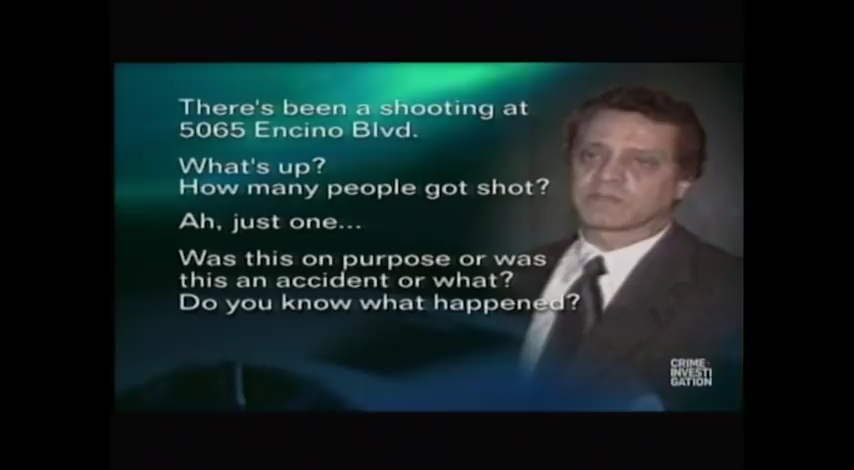 There's been a shooting at
5065 Encino Blvd.
What's up?
How many people got shot?
Ah, just one...
Was this on purpose or was
this an accident or what?
Do you know what happened?
CRIME+
INVESTI
GATION